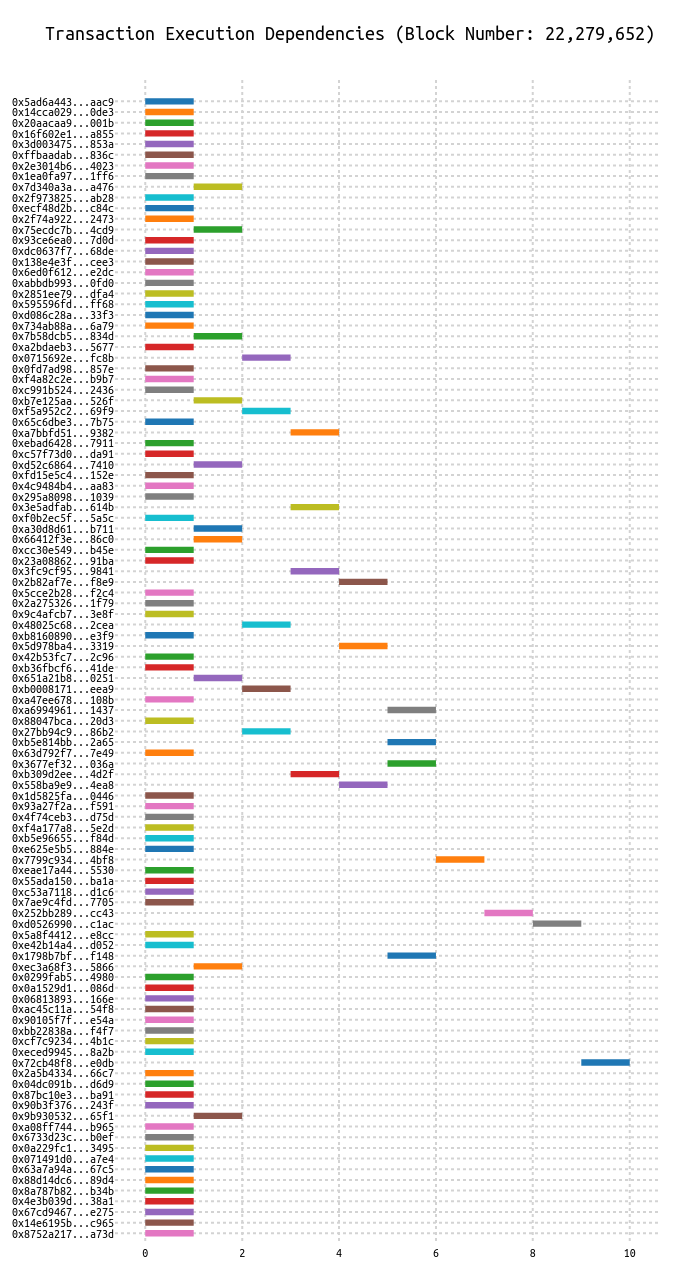 Transaction Execution Dependencies (Block Number: 22,279,652)
0x5ad6a443...aac9
0x14cca029...0de3
0x20aacaa9...001b
0x16f602e1...a855
0x3d003475...853a
0xffbaadab...836c
0x2e3014b6...4023
0x1ea0fa97...1ff6
0x7d340a3a...a476
0x2f973825...ab28
0xecf48d2b...c84c
0x2f74a922...2473
0x75ecdc7b...4cd9
0x93ce6ea0...7d0d
0xdc0637f7...68de
0x138e4e3f...cee3
0x6ed0f612...e2dc
0xabbdb993...0fd0
0x2851ee79...dfa4
0x595596fd...ff68
0xd086c28a...33f3
0x734ab88a...6a79
0x7b58dcb5...834d
0xa2bdaeb3...5677
0x0715692e...fc8b
0x0fd7ad98...857e
0xf4a82c2e...b9b7
0xc991b524...2436
0xb7e125aa...526f
0xf5a952c2...69f9
0x65c6dbe3...7b75
0xa7bbfd51...9382
0xebad6428...7911
0xc57f73d0...da91
0xd52c6864...7410
0xfd15e5c4...152e
0x4c9484b4...aa83
0x295a8098...1039
0x3e5adfab...614b
0xf0b2ec5f...5a5c
0xa30d8d61...b711
0x66412f3e...86c0
0xcc30e549...b45e
0x23a08862...91ba
0x3fc9cf95...9841
0x2b82af7e...f8e9
0x5cce2b28...f2c4
0x2a275326...1f79
0x9c4afcb7...3e8f
0x48025c68...2cea
0xb8160890...e3f9
0x5d978ba4...3319
0x42b53fc7...2c96
0xb36fbcf6...41de
0x651a21b8...0251
0xb0008171...eea9
0xa47ee678...108b
0xa6994961...1437
0x88047bca...20d3
0x27bb94c9...86b2
0xb5e814bb...2a65
0x63d792f7...7e49
0x3677ef32...036a
0xb309d2ee...4d2f
0x558ba9e9...4ea8
0x1d5825fa...0446
0x93a27f2a...f591
0x4f74ceb3...d75d
0xf4a177a8...5e2d
0xb5e96655...f84d
0xe625e5b5...884e
0x7799c934...4bf8
0xeae17a44...5530
0x55ada150...ba1a
0xc53a7118...d1c6
0x7ae9c4fd...7705
0x252bb289...cc43
0xd0526990...c1ac
0x5a8f4412...e8cc
0xe42b14a4...d052
0x1798b7bf...f148
0xec3a68f3...5866
0x0299fab5...4980
0x0a1529d1...086d
0x06813893...166e
0xac45c11a...54f8
0x90105f7f...e54a
0xbb22838a...f4f7
0xcf7c9234...4b1c
0xeced9945...8a2b
0x72cb48f8...e0db
0x2a5b4334...66c7
0x04dc091b...d6d9
0x87bc10e3...ba91
0x90b3f376...243f
0x9b930532...65f1
0xa08ff744...b965
0x6733d23c...b0ef
0x0a229fc1...3495
0x071491d0...a7e4
0x63a7a94a...67c5
0x88d14dc6...89d4
0x8a787b82...b34b
0x4e3b039d...38a1
0x67cd9467...e275
0x14e6195b...c965
0x8752a217...a73d
0 2 4 6 8 10